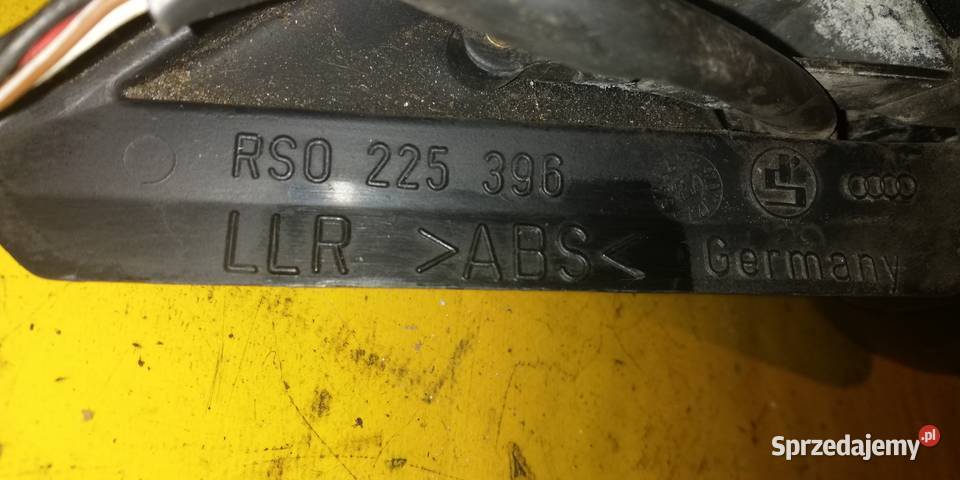 RSO 225 396
LLR >ABS< Germany
Sprzedajemy.pl